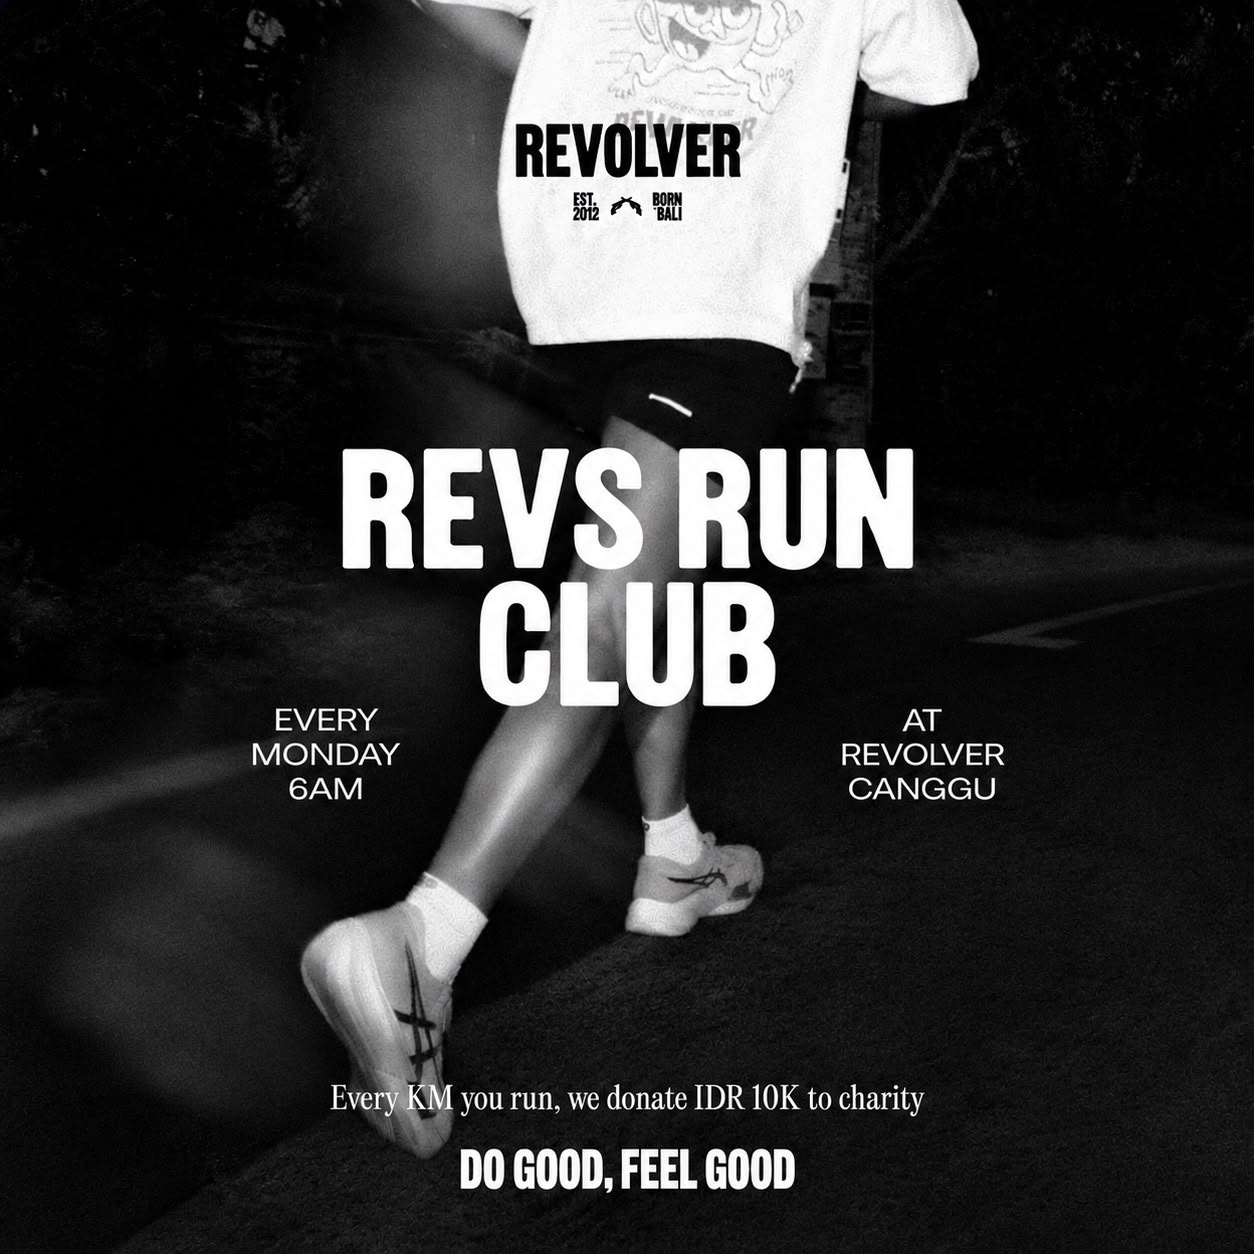 REVOLVER
REVOLVER
EST. BORN
2012 BALI
REVS RUN
CLUB
EVERY
MONDAY
6AM
AT
REVOLVER
CANGGU
Every KM you run, we donate IDR 10K to charity
DO GOOD, FEEL GOOD